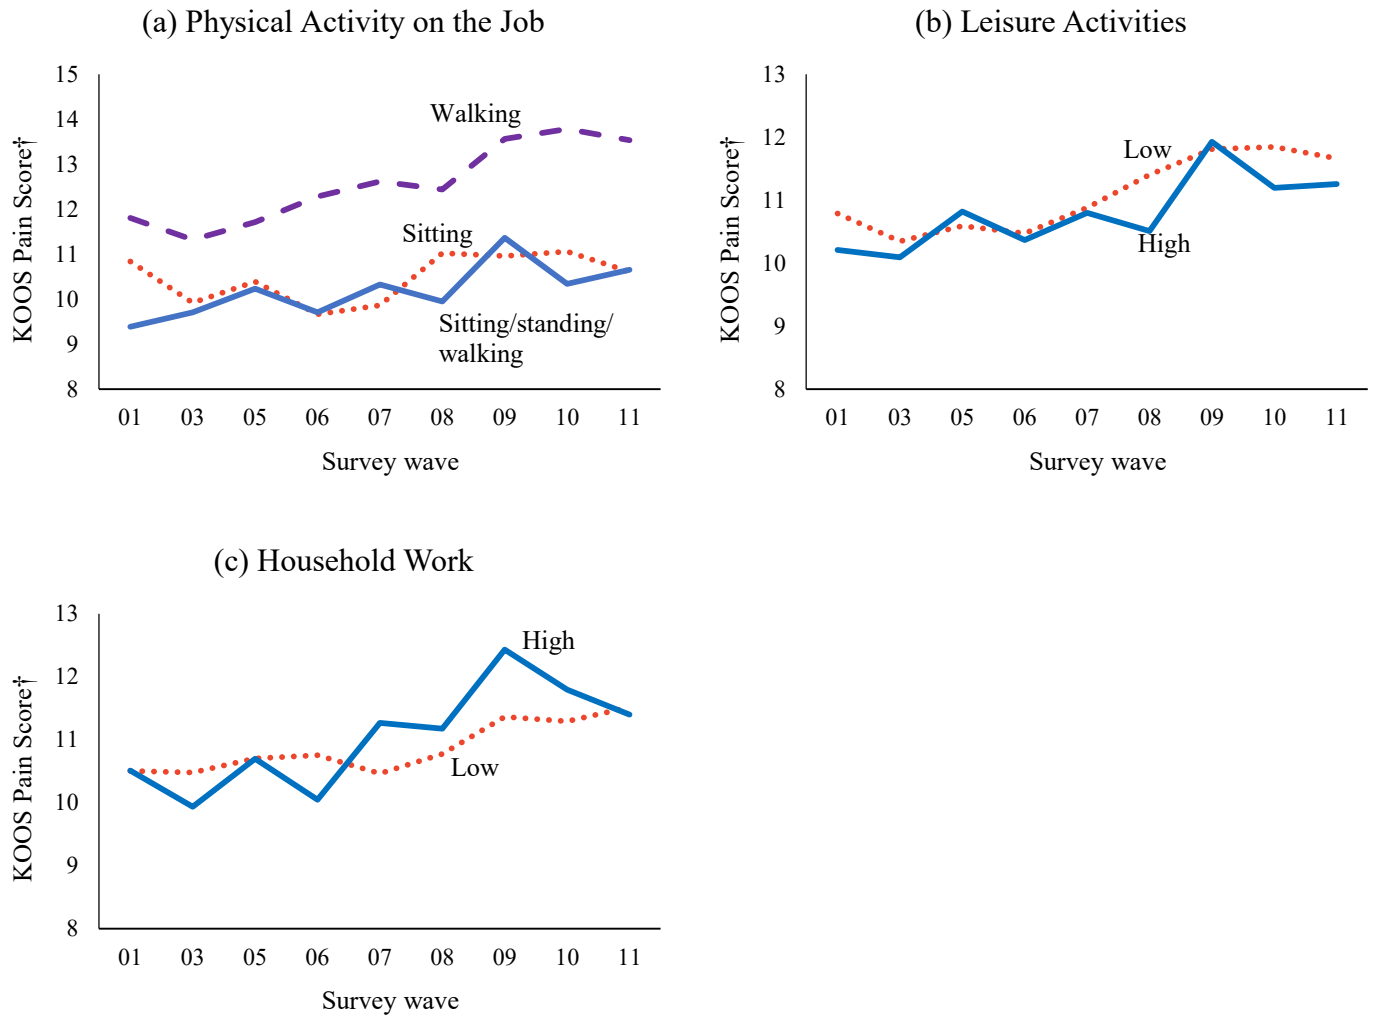 (a) Physical Activity on the Job
KOOS Pain Score†
15
14
13
12
11
10
9
8
Walking
Sitting
Sitting/standing/
walking
01 03 05 06 07 08 09 10 11
Survey wave
(b) Leisure Activities
KOOS Pain Score†
13
12
11
10
9
8
Low
High
01 03 05 06 07 08 09 10 11
Survey wave
(c) Household Work
KOOS Pain Score†
13
12
11
10
9
8
High
Low
01 03 05 06 07 08 09 10 11
Survey wave